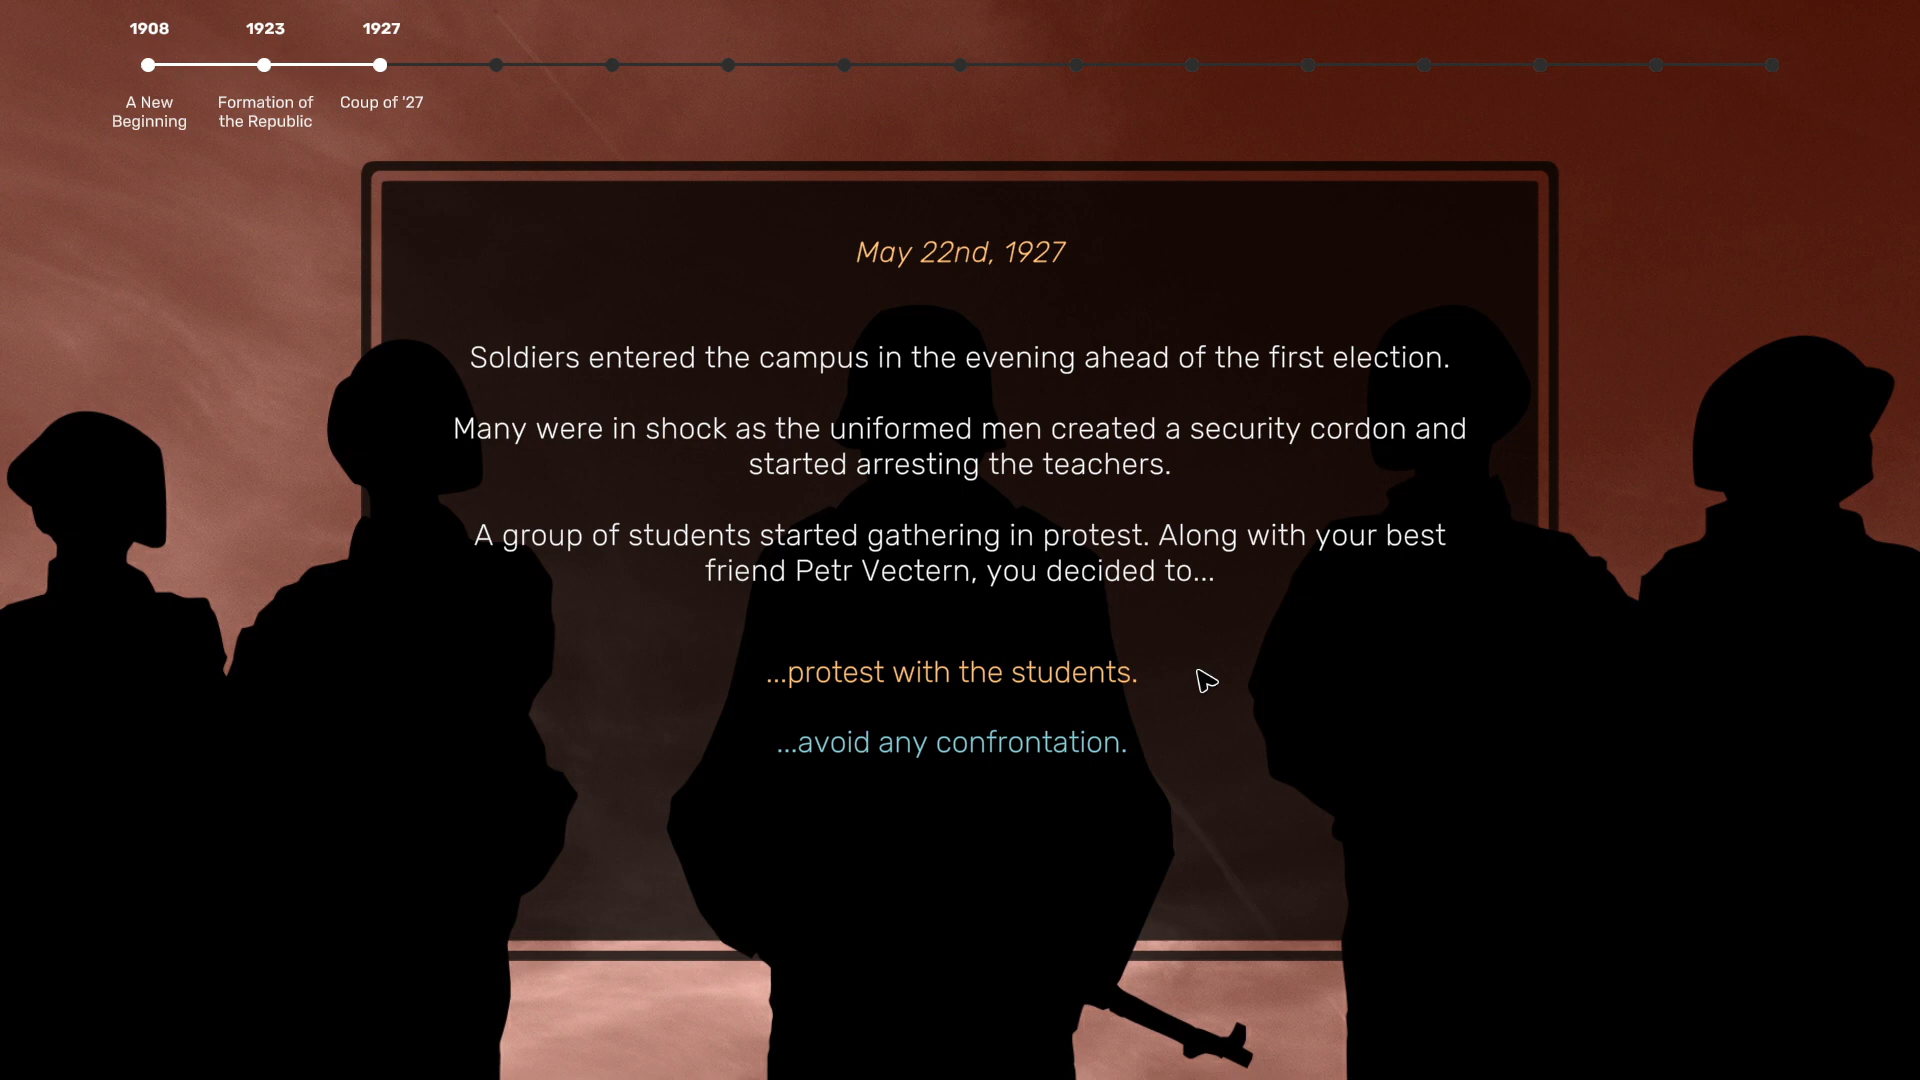 1908
1923
1927
A New
Beginning
Formation of
the Republic
Coup of '27
May 22nd, 1927
Soldiers entered the campus in the evening ahead of the first election.
Many were in shock as the uniformed men created a security cordon and
started arresting the teachers.
A group of students started gathering in protest. Along with your best
friend Petr Vectern, you decided to...
...protest with the students.
...avoid any confrontation.